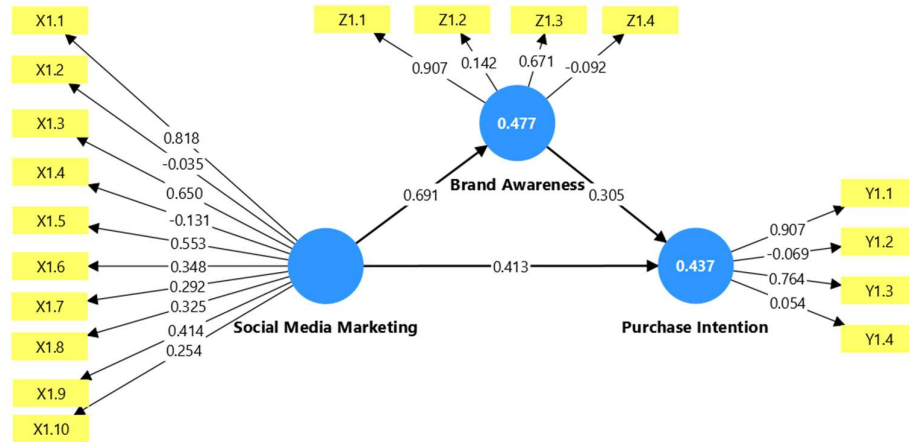 X1.1
X1.2
X1.3
X1.4
X1.5
X1.6
X1.7
X1.8
X1.9
X1.10
0.818
-0.035
0.650
-0.131
0.553
0.348
0.292
0.325
0.414
0.254
Social Media Marketing
0.691
0.413
Z1.1
Z1.2
Z1.3
Z1.4
0.907
0.142
0.671
-0.092
0.477
Brand Awareness
0.305
0.437
Purchase Intention
0.907
-0.069
0.764
0.054
Y1.1
Y1.2
Y1.3
Y1.4